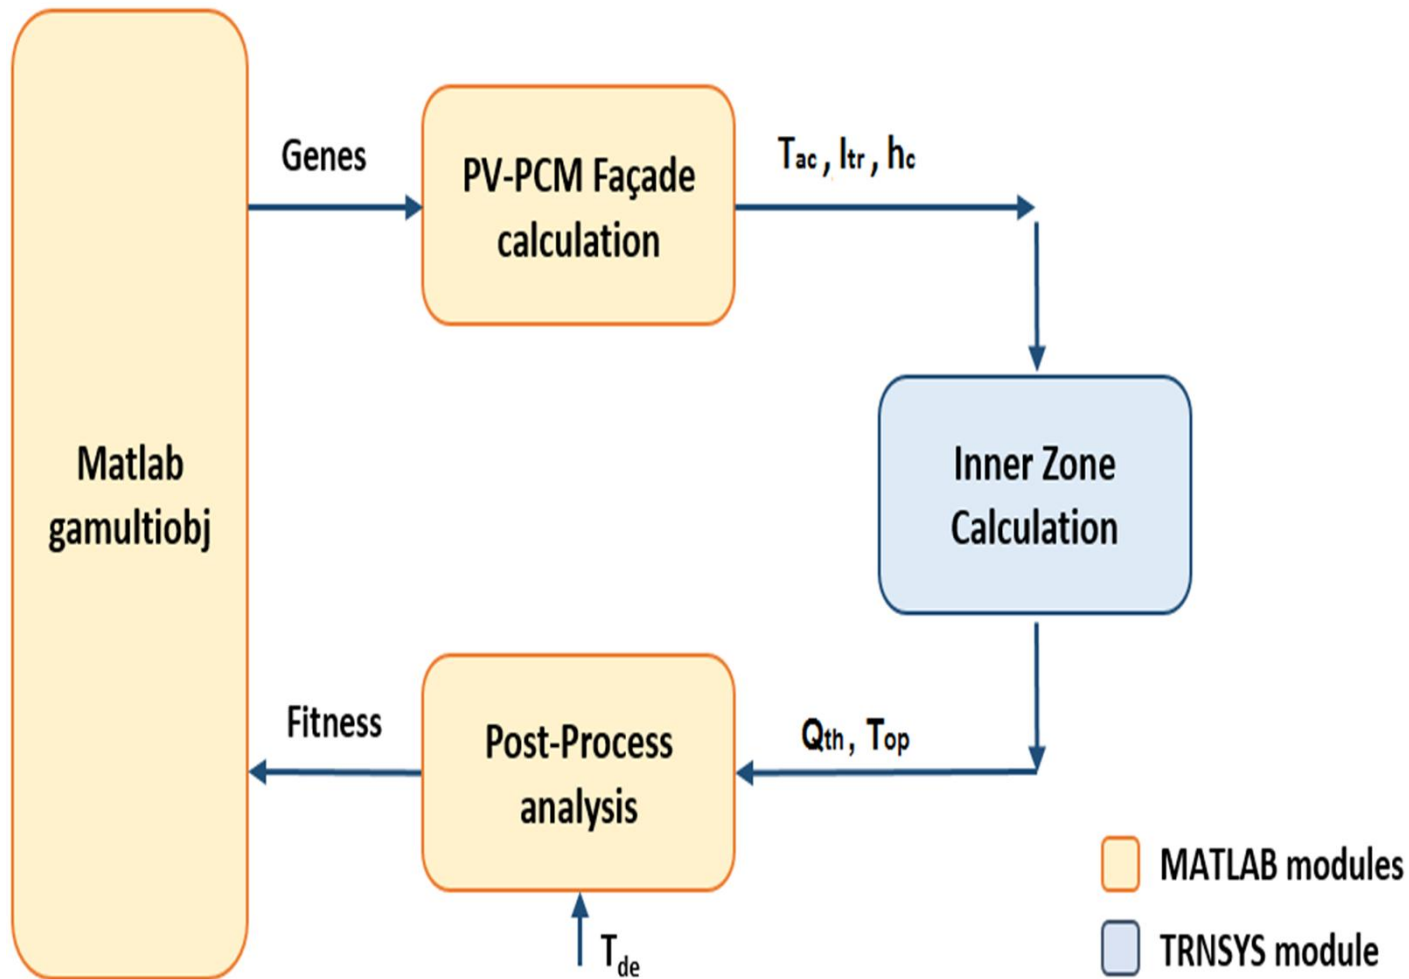 Genes
PV-PCM Façade
calculation
Tac , Itr , hc
Matlab
gamultiobj
Inner Zone
Calculation
Fitness
Post-Process
analysis
Qth , Top
Tde
MATLAB modules
TRNSYS module